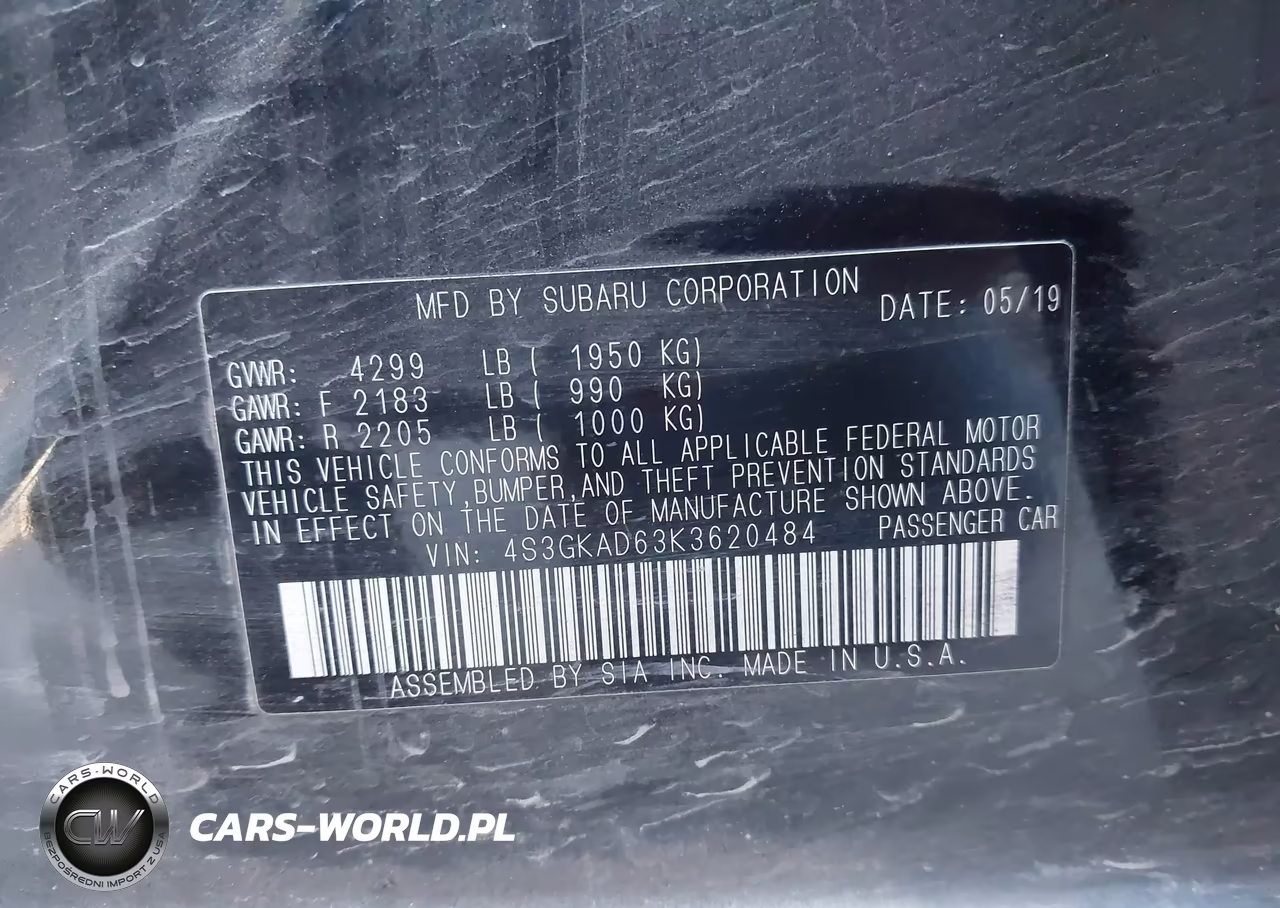 MFD BY SUBARU CORPORATION DATE: 05/19
GVWR: 4299 LB ( 1950 KG)
GAWR: F 2183 LB ( 990 KG)
GAWR: R 2205 LB ( 1000 KG)
THIS VEHICLE CONFORMS TO ALL APPLICABLE FEDERAL MOTOR
VEHICLE SAFETY,BUMPER,AND THEFT PREVENTION STANDARDS
IN EFFECT ON THE DATE OF MANUFACTURE SHOWN ABOVE.
VIN: 4S3GKAD63K3620484 PASSENGER CAR
ASSEMBLED BY SIA INC. MADE IN U.S.A.
CARS-WORLD
CW
BEZPOŚREDNI IMPORT Z USA
CARS-WORLD.PL